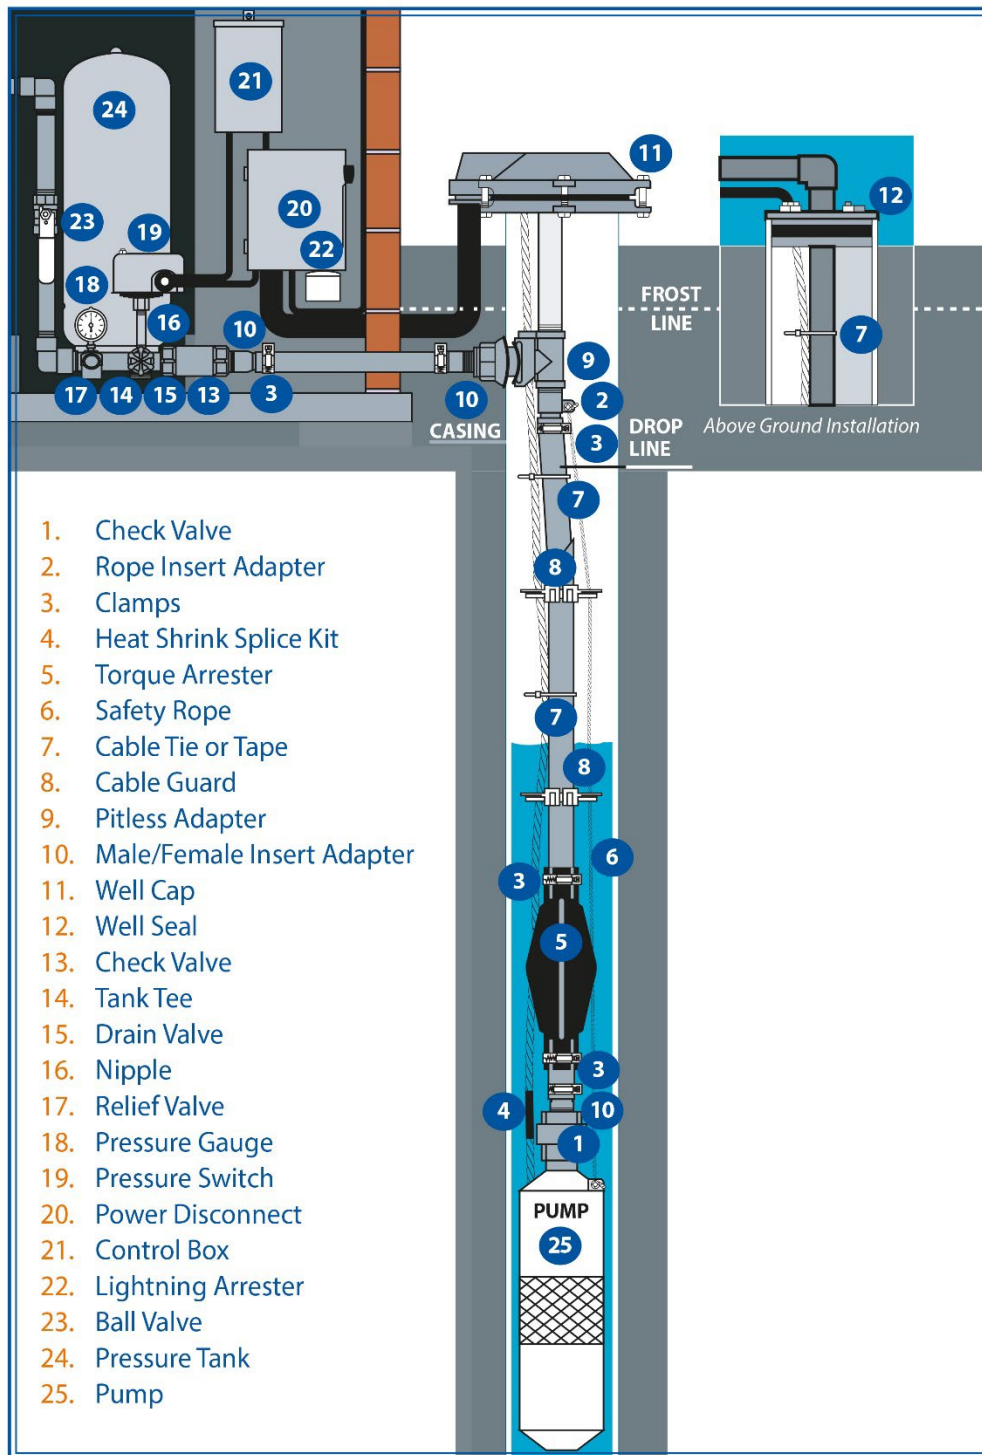 21
24
11
12
20
23
19
22
18
FROST
LINE
16
10
7
9
17
14
15
13
3
10
2
CASING
3
DROP
LINE
Above Ground Installation
7
8
7
8
6
3
5
3
4
10
1
PUMP
25
1. Check Valve
2. Rope Insert Adapter
3. Clamps
4. Heat Shrink Splice Kit
5. Torque Arrester
6. Safety Rope
7. Cable Tie or Tape
8. Cable Guard
9. Pitless Adapter
10. Male/Female Insert Adapter
11. Well Cap
12. Well Seal
13. Check Valve
14. Tank Tee
15. Drain Valve
16. Nipple
17. Relief Valve
18. Pressure Gauge
19. Pressure Switch
20. Power Disconnect
21. Control Box
22. Lightning Arrester
23. Ball Valve
24. Pressure Tank
25. Pump